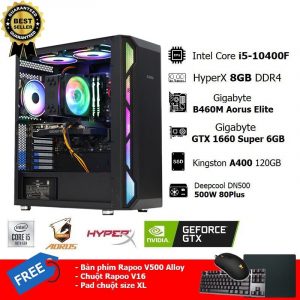 BEST
SELLER
Intel Core i5-10400F
HyperX 8GB DDR4
Gigabyte
B460M Aorus Elite
Gigabyte
GTX 1660 Super 6GB
SSD
Kingston A400 120GB
Deepcool DN500
500W 80Plus
CORE
i5
AORUS
HYPERX
NVIDIA
GEFORCE
GTX
FREE
- Bàn phím Rapoo V500 Alloy
- Chuột Rapoo V16
- Pad chuột size XL